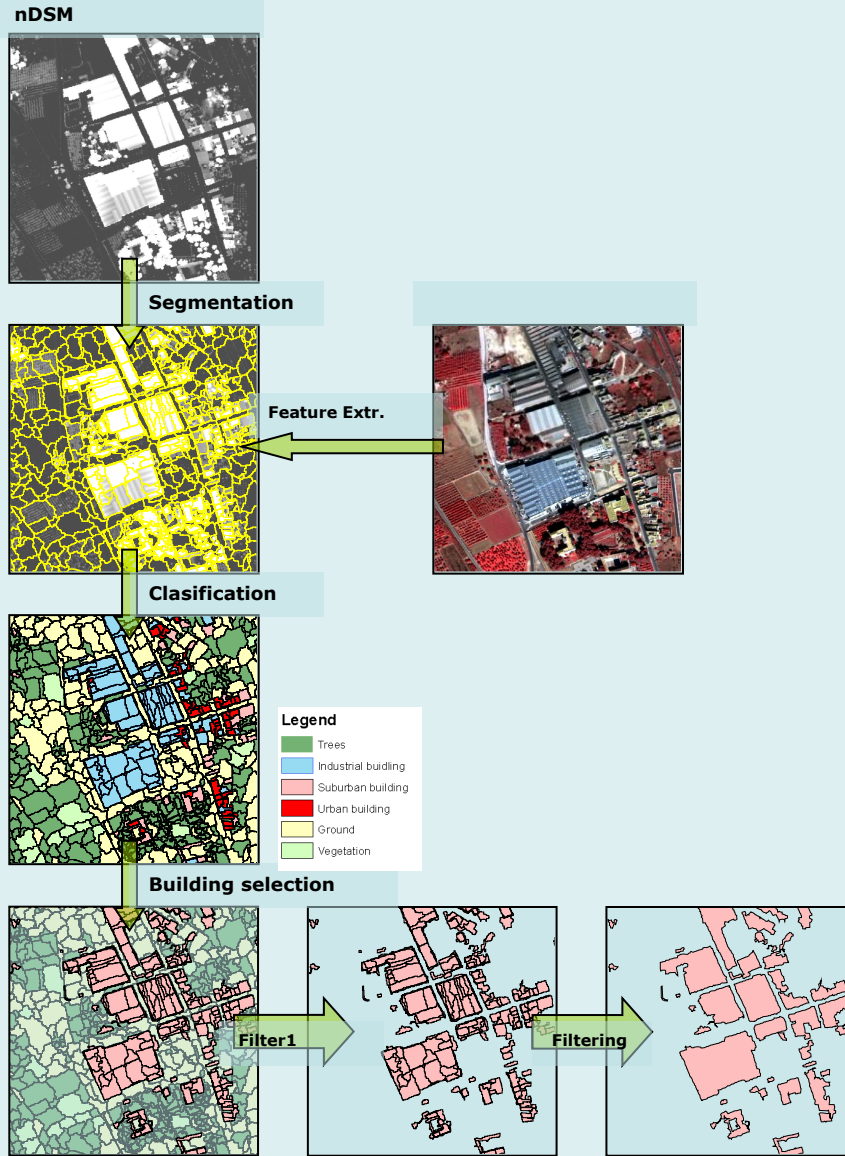 nDSM
Segmentation
Feature Extr.
Clasification
Legend
Trees
Industrial buidling
Suburban building
Urban building
Ground
Vegetation
Building selection
Filter1
Filtering